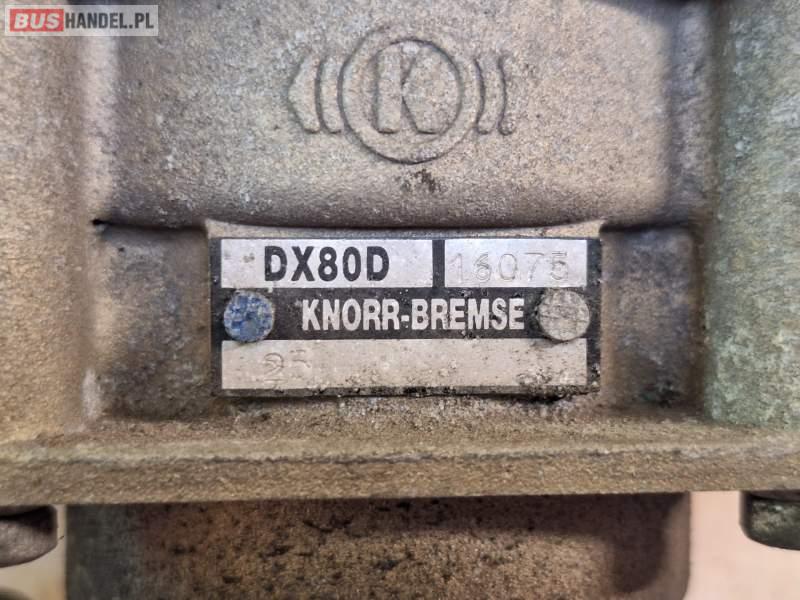 BUSHANDEL.PL
K
DX80D 16075
KNORR-BREMSE